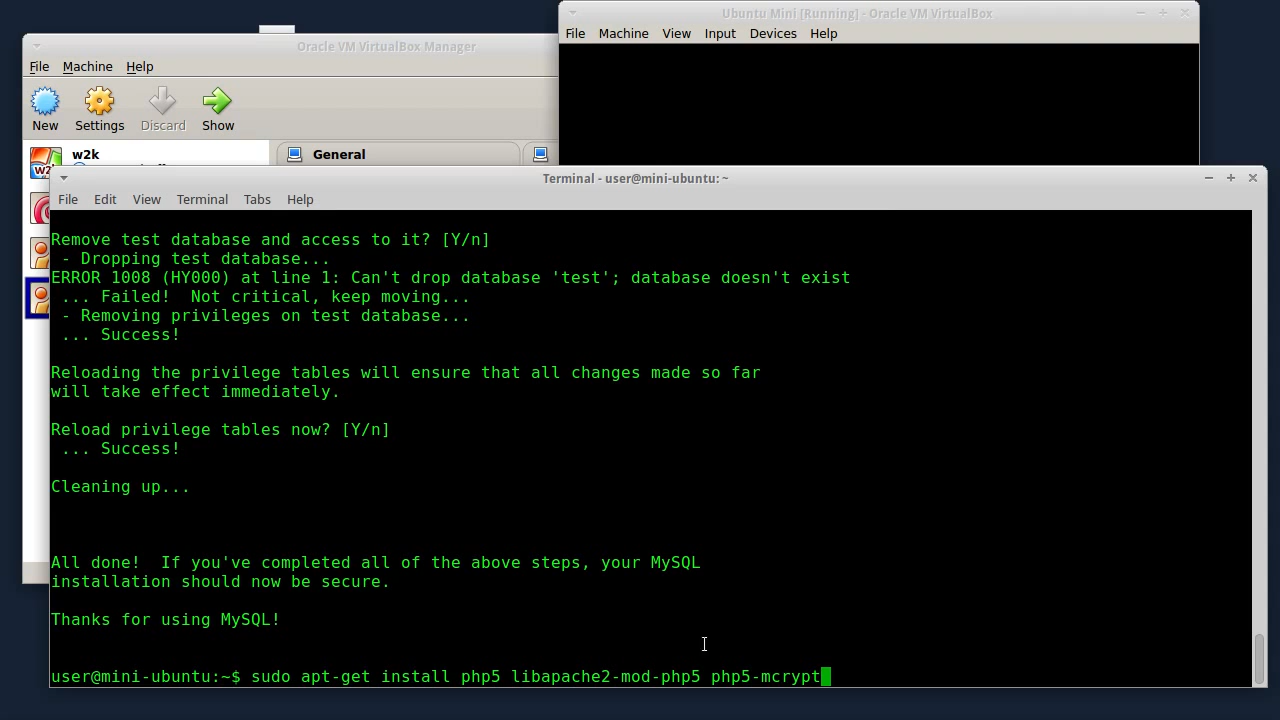 Ubuntu Mini [Running] - Oracle VM VirtualBox
File Machine View Input Devices Help
Oracle VM VirtualBox Manager
File Machine Help
New Settings Discard Show
w2k
General
Terminal - user@mini-ubuntu: ~
File Edit View Terminal Tabs Help
Remove test database and access to it? [Y/n]
- Dropping test database...
ERROR 1008 (HY000) at line 1: Can't drop database 'test'; database doesn't exist
... Failed!  Not critical, keep moving...
- Removing privileges on test database...
... Success!
Reloading the privilege tables will ensure that all changes made so far
will take effect immediately.
Reload privilege tables now? [Y/n]
... Success!
Cleaning up...
All done!  If you've completed all of the above steps, your MySQL
installation should now be secure.
Thanks for using MySQL!
user@mini-ubuntu:~$ sudo apt-get install php5 libapache2-mod-php5 php5-mcrypt